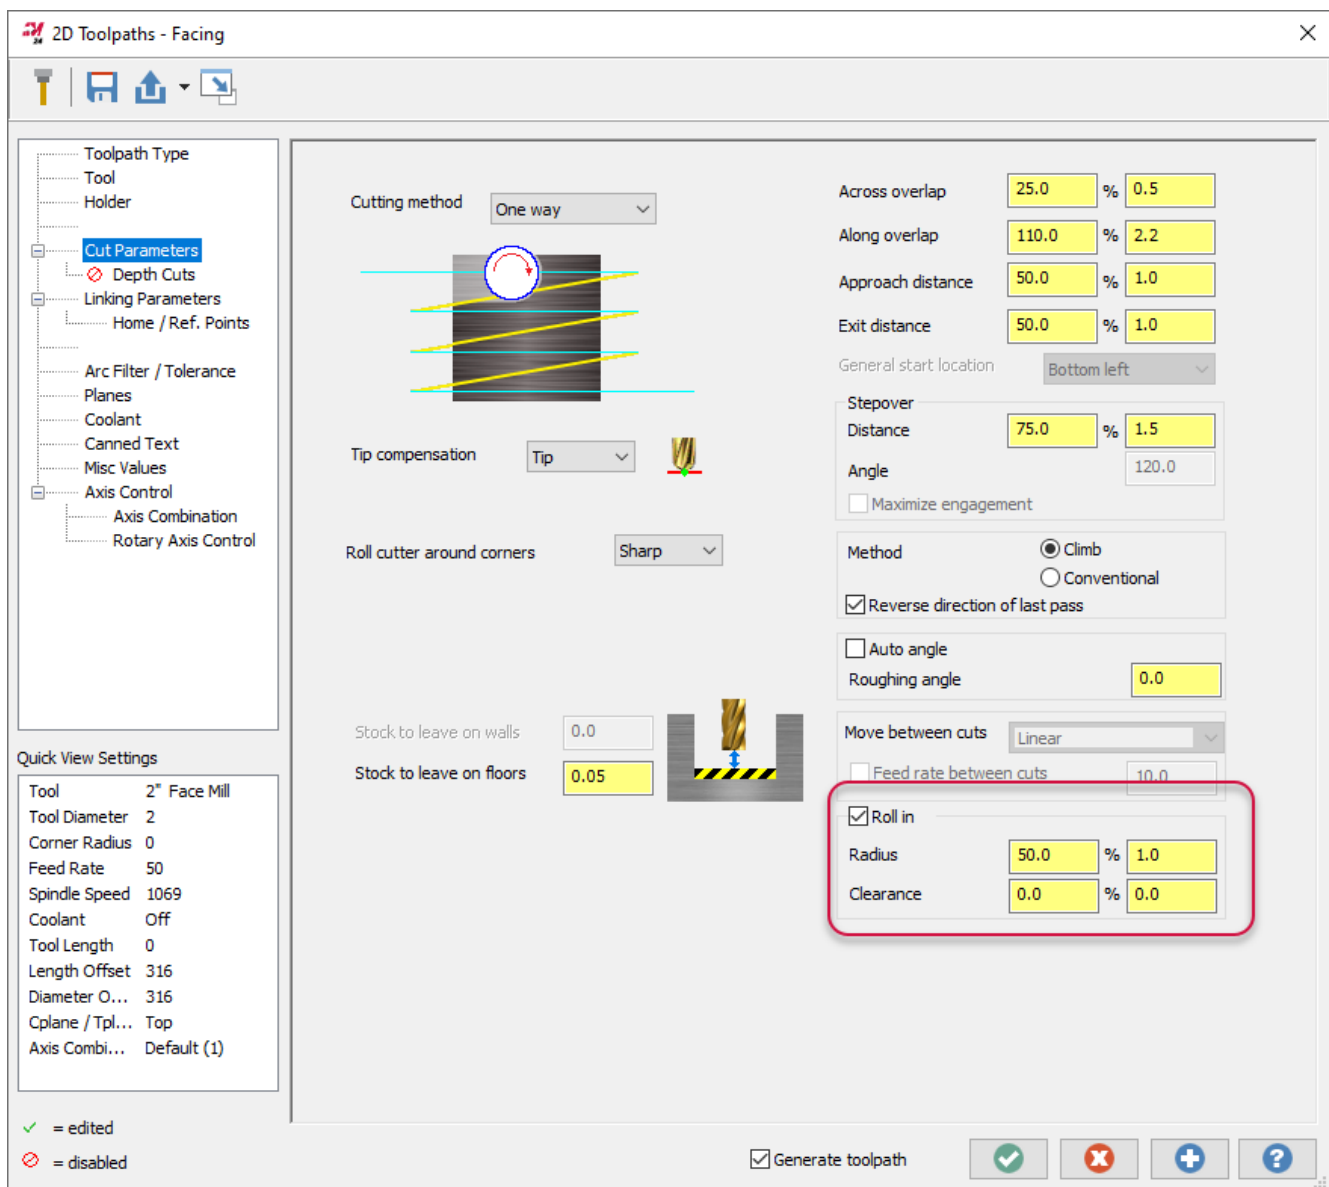 2D Toolpaths - Facing
Toolpath Type
Tool
Holder
Cut Parameters
Depth Cuts
Linking Parameters
Home / Ref. Points
Arc Filter / Tolerance
Planes
Coolant
Canned Text
Misc Values
Axis Control
Axis Combination
Rotary Axis Control
Quick View Settings
Tool 2" Face Mill
Tool Diameter 2
Corner Radius 0
Feed Rate 50
Spindle Speed 1069
Coolant Off
Tool Length 0
Length Offset 316
Diameter O... 316
Cplane / Tpl... Top
Axis Combi... Default (1)
= edited
= disabled
Cutting method One way
Tip compensation Tip
Roll cutter around corners Sharp
Stock to leave on walls 0.0
Stock to leave on floors 0.05
Across overlap 25.0 % 0.5
Along overlap 110.0 % 2.2
Approach distance 50.0 % 1.0
Exit distance 50.0 % 1.0
General start location Bottom left
Stepover
Distance 75.0 % 1.5
Angle 120.0
Maximize engagement
Method Climb
Conventional
Reverse direction of last pass
Auto angle
Roughing angle 0.0
Move between cuts Linear
Feed rate between cuts 10.0
Roll in
Radius 50.0 % 1.0
Clearance 0.0 % 0.0
Generate toolpath